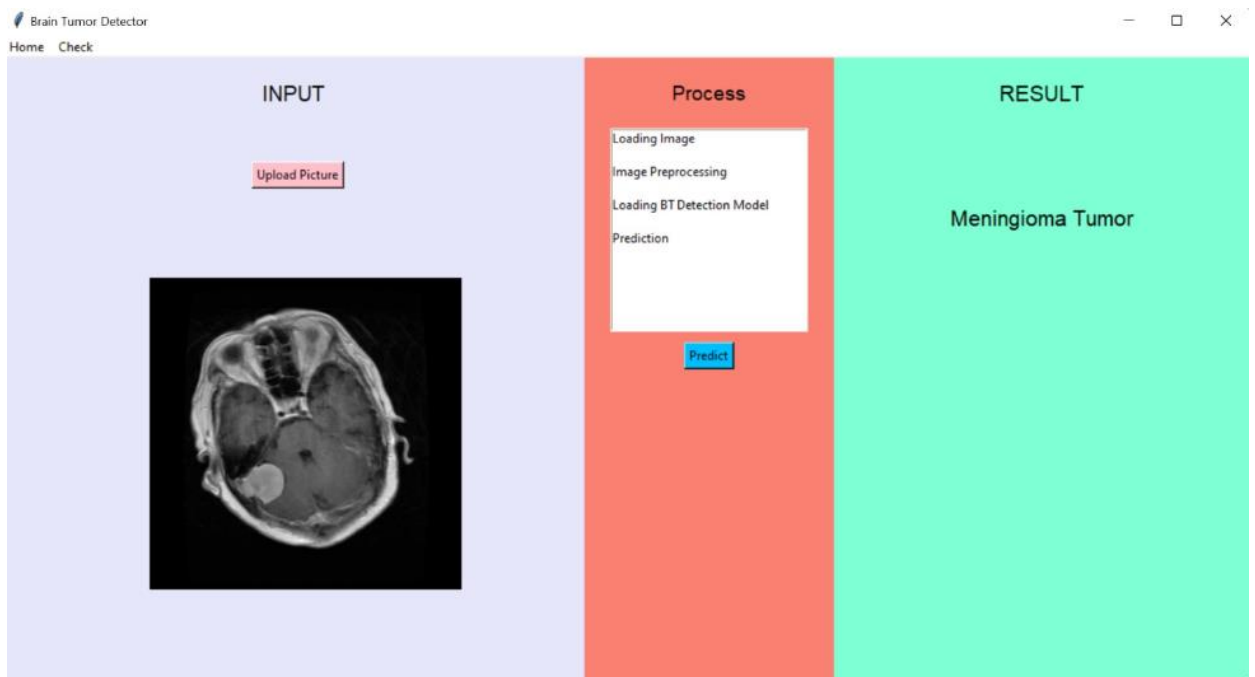 Brain Tumor Detector
Home Check
INPUT
Upload Picture
Process
Loading Image
Image Preprocessing
Loading BT Detection Model
Prediction
Predict
RESULT
Meningioma Tumor